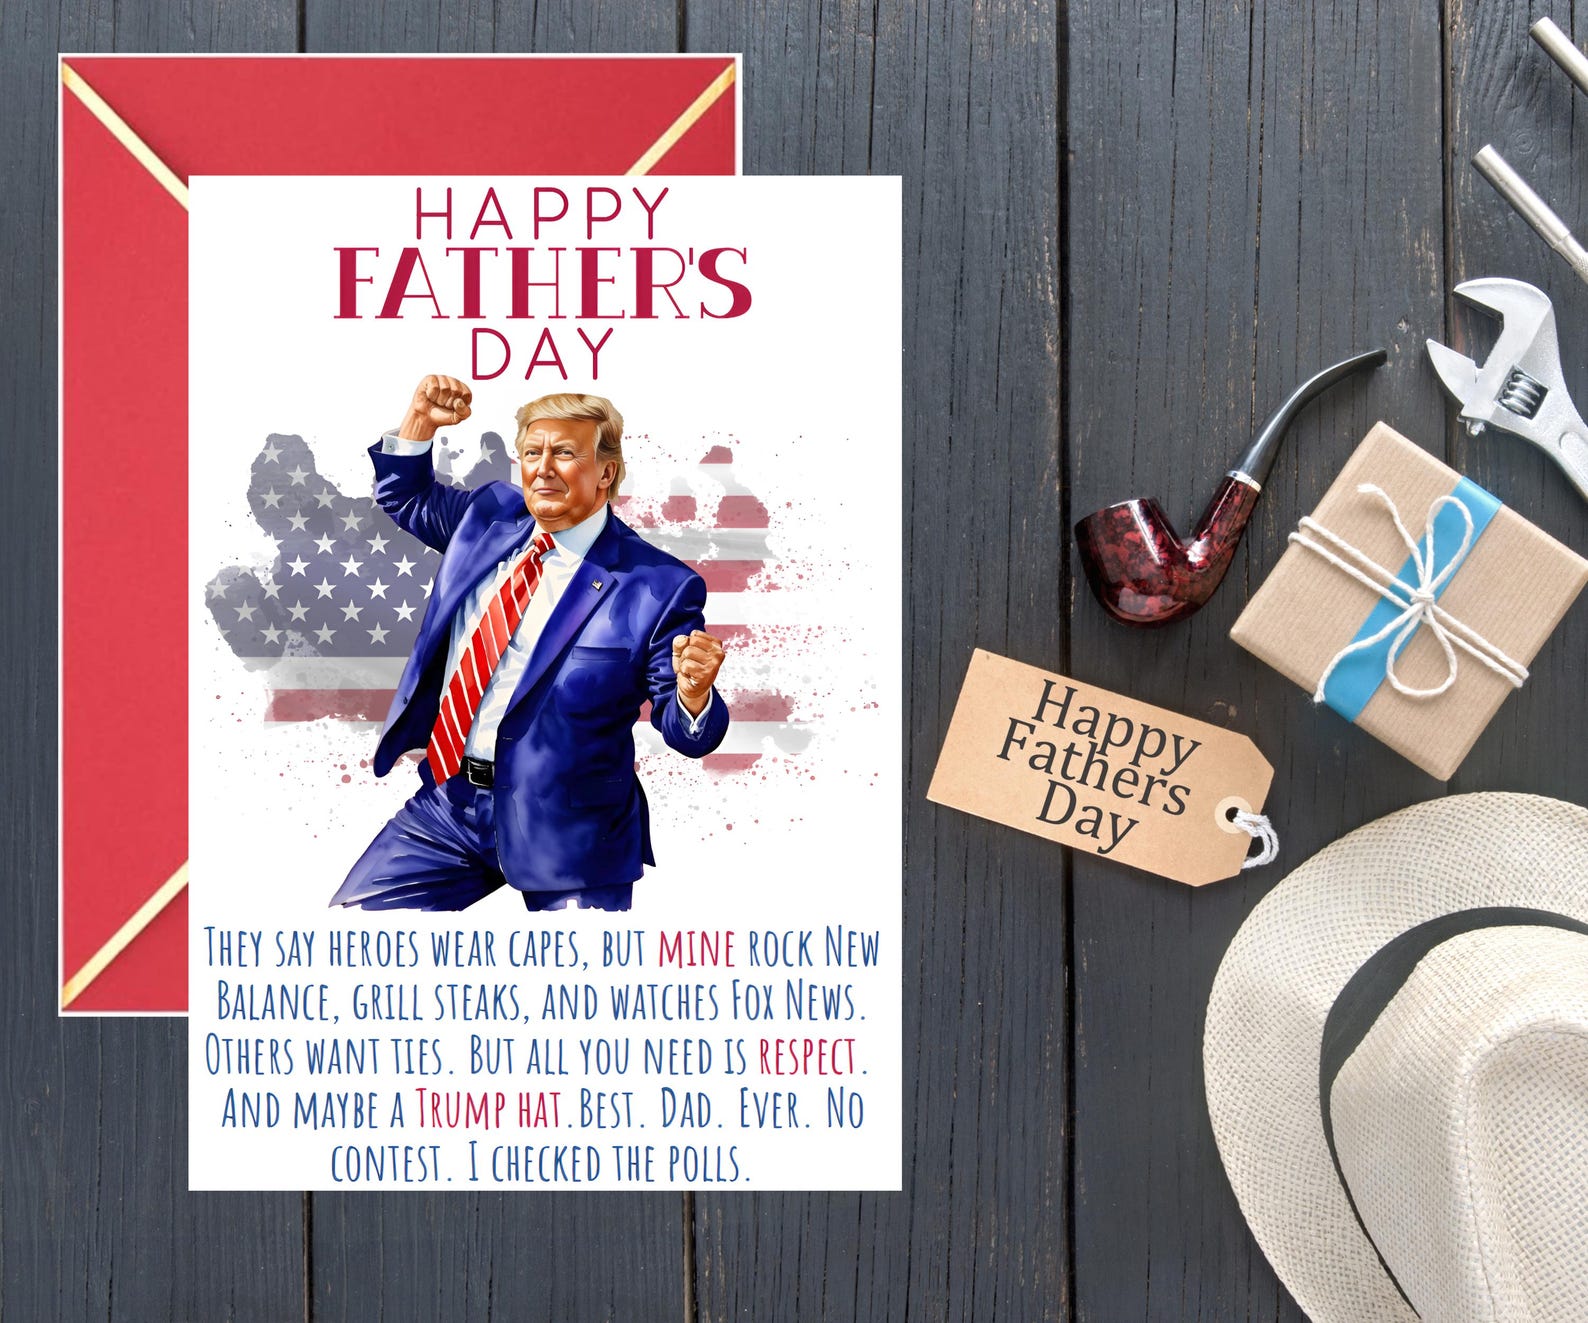 HAPPY
FATHER'S
DAY
THEY SAY HEROES WEAR CAPES, BUT MINE ROCK NEW
BALANCE, GRILL STEAKS, AND WATCHES FOX NEWS.
OTHERS WANT TIES. BUT ALL YOU NEED IS RESPECT.
AND MAYBE A TRUMP HAT.BEST. DAD. EVER. NO
CONTEST. I CHECKED THE POLLS.
Happy
Fathers
Day